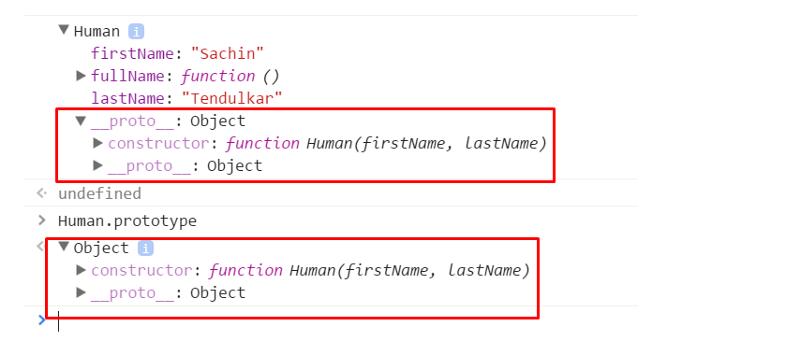 Human i
firstName: "Sachin"
fullName: function ()
lastName: "Tendulkar"
__proto__: Object
constructor: function Human(firstName, lastName)
__proto__: Object
undefined
Human.prototype
Object i
constructor: function Human(firstName, lastName)
__proto__: Object